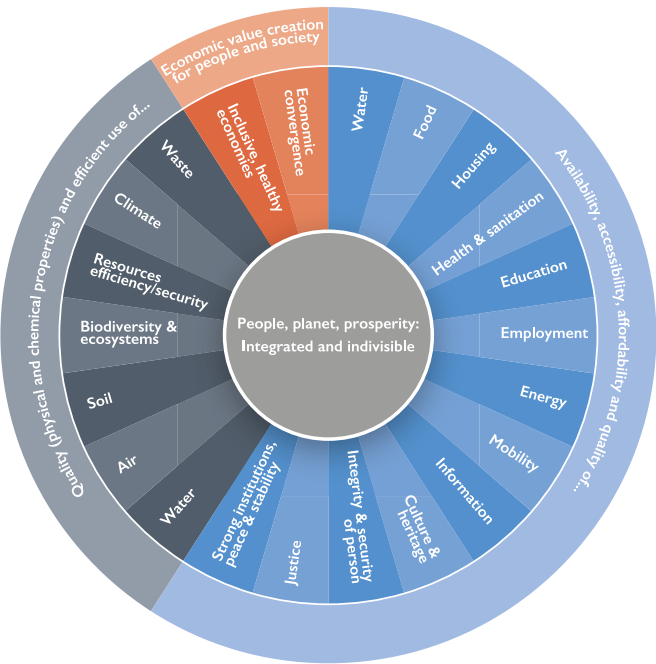 Economic value creation
for people and society
Availability, accessibility, affordability and quality of...
Quality (physical and chemical properties) and efficient use of...
Water
Food
Housing
Health & sanitation
Education
Employment
Energy
Mobility
Information
Culture &
heritage
Integrity & security
of person
Justice
Strong institutions,
peace & stability
Water
Air
Soil
Biodiversity &
ecosystems
Resources
efficiency/security
Climate
Waste
Inclusive, healthy
economies
Economic
convergence
People, planet, prosperity:
Integrated and indivisible